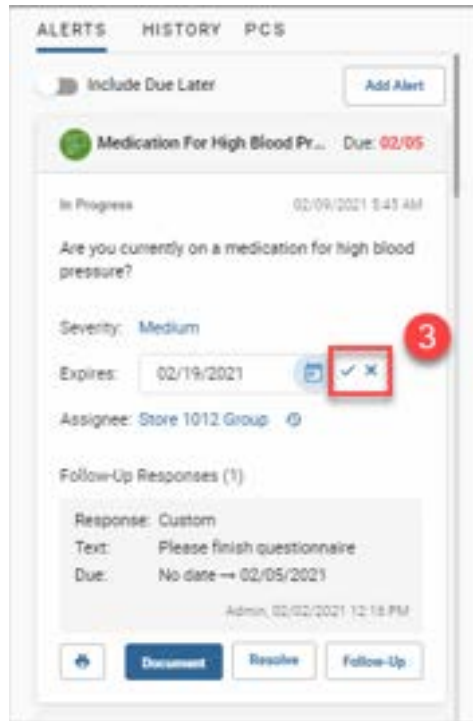 ALERTS HISTORY PCS
Include Due Later Add Alert
Medication For High Blood Pr... Due: 02/05
In Progress 02/09/2021 5:45 AM
Are you currently on a medication for high blood
pressure?
Severity: Medium
3
Expires: 02/19/2021
Assignee: Store 1012 Group
Follow-Up Responses (1)
Response: Custom
Text: Please finish questionnaire
Due: No date → 02/05/2021
Admin, 02/02/2021 12:18 PM
Document Resolve Follow-Up